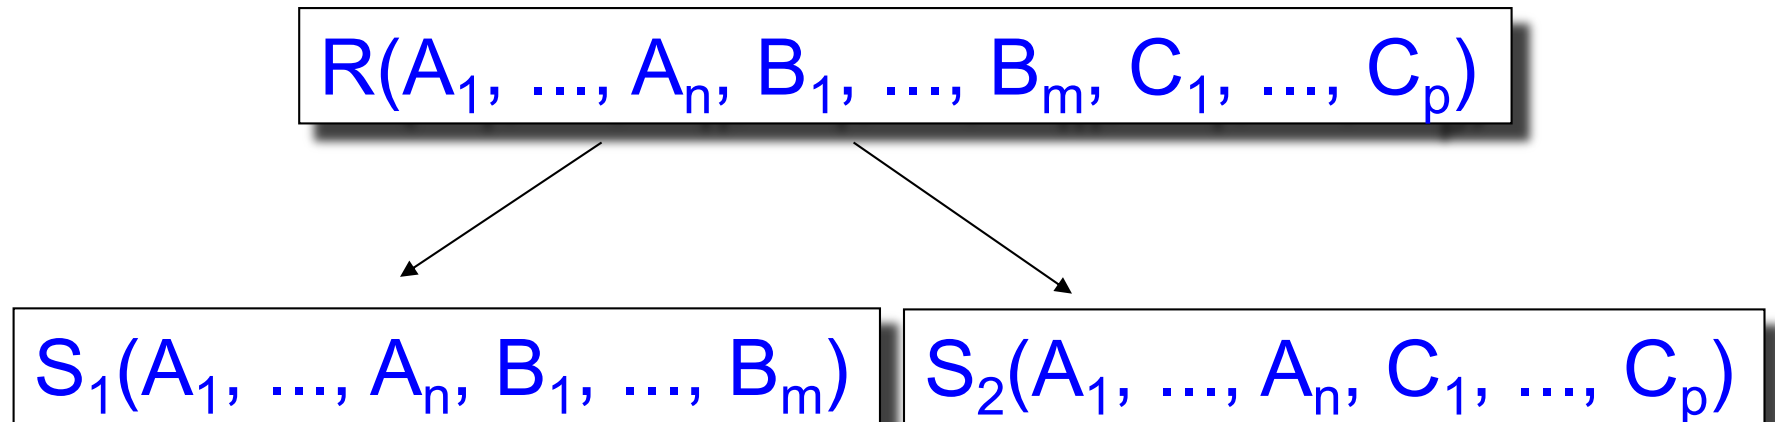 R(A₁, ..., Aₙ, B₁, ..., Bₘ, C₁, ..., Cₚ)
S₁(A₁, ..., Aₙ, B₁, ..., Bₘ)
S₂(A₁, ..., Aₙ, C₁, ..., Cₚ)